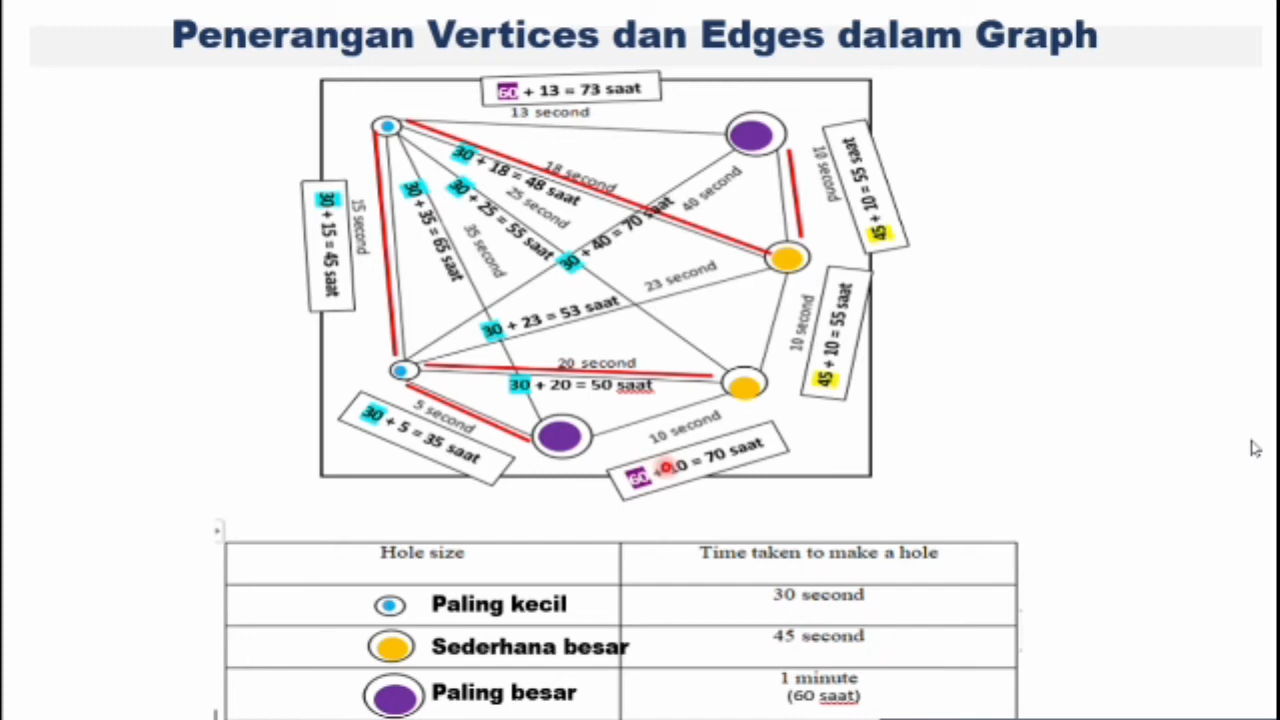 Penerangan Vertices dan Edges dalam Graph
60 + 13 = 73 saat
13 second
18 second
30 + 18 = 48 saat
25 second
30 + 25 = 55 saat
35 second
30 + 35 = 65 saat
40 second
30 + 40 = 70 saat
10 second
45 + 10 = 55 saat
15 second
30 + 15 = 45 saat
23 second
30 + 23 = 53 saat
10 second
45 + 10 = 55 saat
20 second
30 + 20 = 50 saat
5 second
30 + 5 = 35 saat
10 second
60 + 10 = 70 saat
Hole size Time taken to make a hole
Paling kecil 30 second
Sederhana besar 45 second
Paling besar 1 minute
(60 saat)